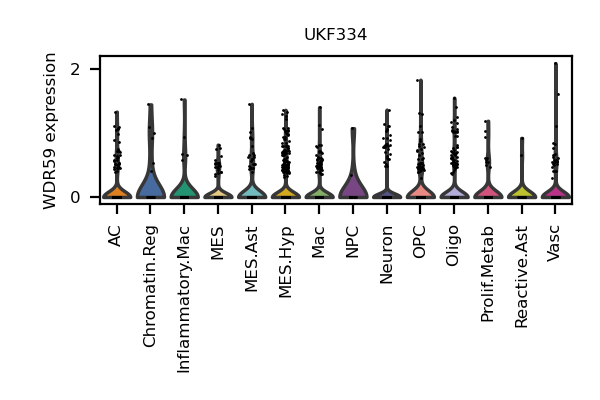 UKF334
WDR59 expression
2
0
AC
Chromatin.Reg
Inflammatory.Mac
MES
MES.Ast
MES.Hyp
Mac
NPC
Neuron
OPC
Oligo
Prolif.Metab
Reactive.Ast
Vasc